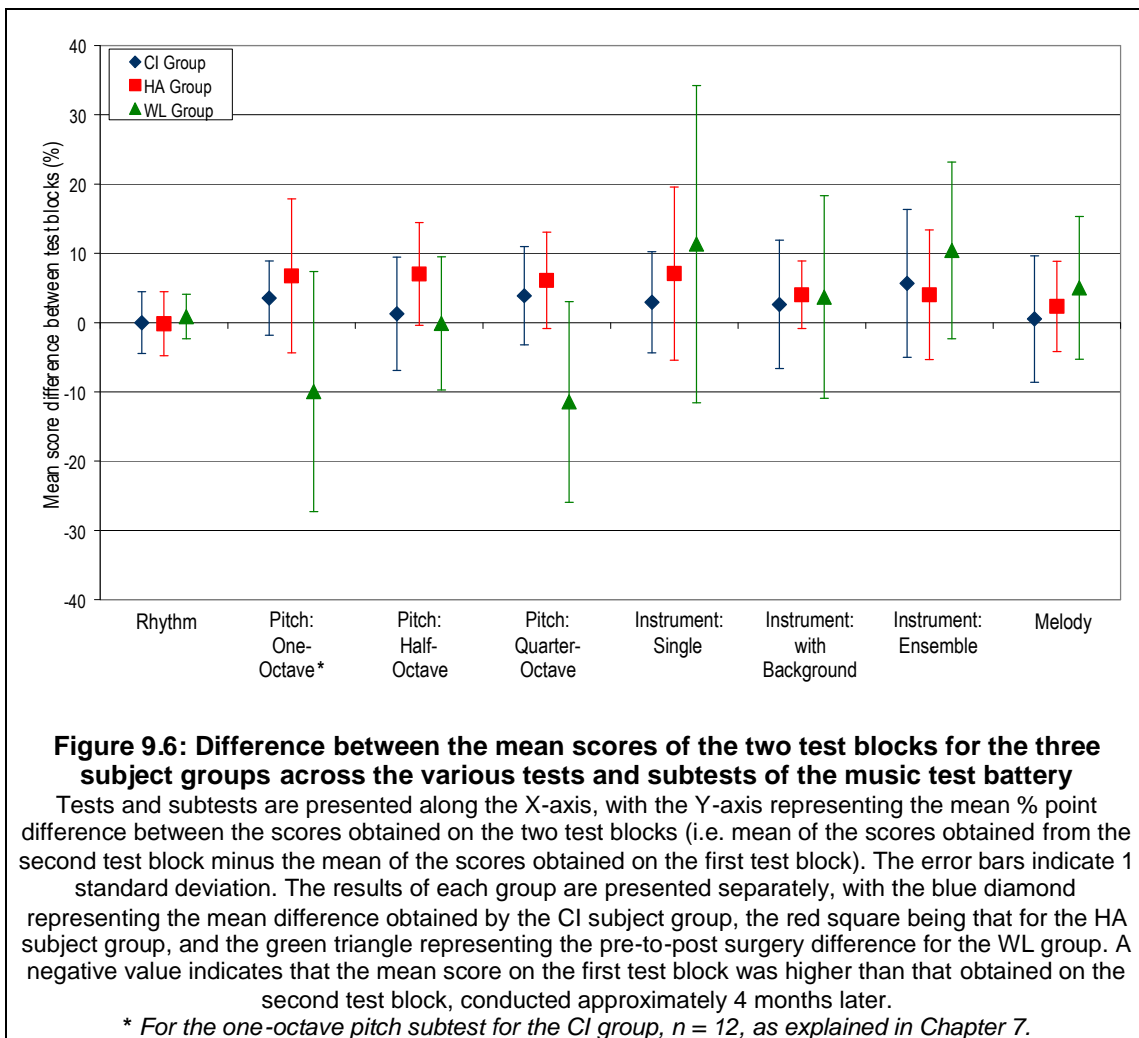 40
30
20
10
0
-10
-20
-30
-40
Mean score difference between test blocks (%)
CI Group
HA Group
WL Group
Rhythm
Pitch:
One-
Octave *
Pitch:
Half-
Octave
Pitch:
Quarter-
Octave
Instrument:
Single
Instrument:
with
Background
Instrument:
Ensemble
Melody
Figure 9.6: Difference between the mean scores of the two test blocks for the three
subject groups across the various tests and subtests of the music test battery
Tests and subtests are presented along the X-axis, with the Y-axis representing the mean % point
difference between the scores obtained on the two test blocks (i.e. mean of the scores obtained from the
second test block minus the mean of the scores obtained on the first test block). The error bars indicate 1
standard deviation. The results of each group are presented separately, with the blue diamond
representing the mean difference obtained by the CI subject group, the red square being that for the HA
subject group, and the green triangle representing the pre-to-post surgery difference for the WL group. A
negative value indicates that the mean score on the first test block was higher than that obtained on the
second test block, conducted approximately 4 months later.
* For the one-octave pitch subtest for the CI group, n = 12, as explained in Chapter 7.